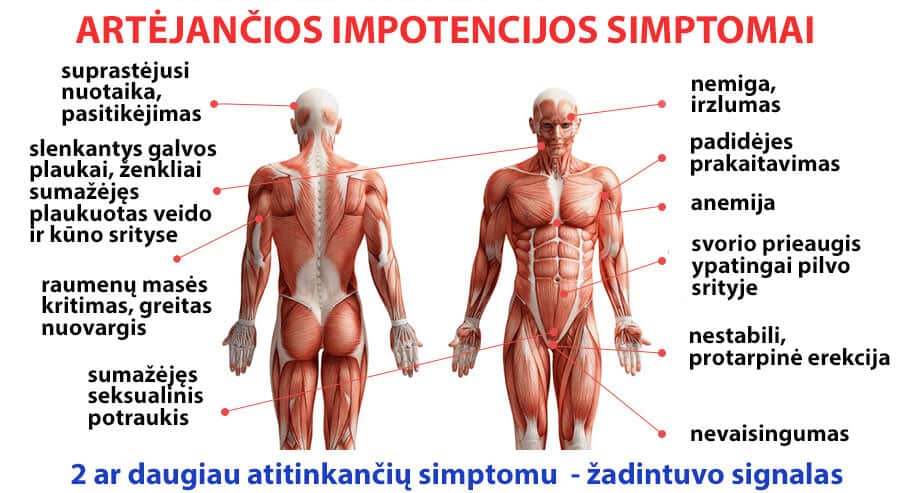 ARTĖJANČIOS IMPOTENCIJOS SIMPTOMAI
suprastėjusi
nuotaika,
pasitikėjimas
slenkantys galvos
plaukai, ženkliai
sumažėjęs
plaukuotas veido
ir kūno srityse
raumenų masės
kritimas, greitas
nuovargis
sumažėjęs
seksualinis
potraukis
nemiga,
irzlumas
padidėjes
prakaitavimas
anemija
svorio prieaugis
ypatingai pilvo
srityje
nestabili,
protarpinė erekcija
nevaisingumas
2 ar daugiau atitinkančių simptomu - žadintuvo signalas